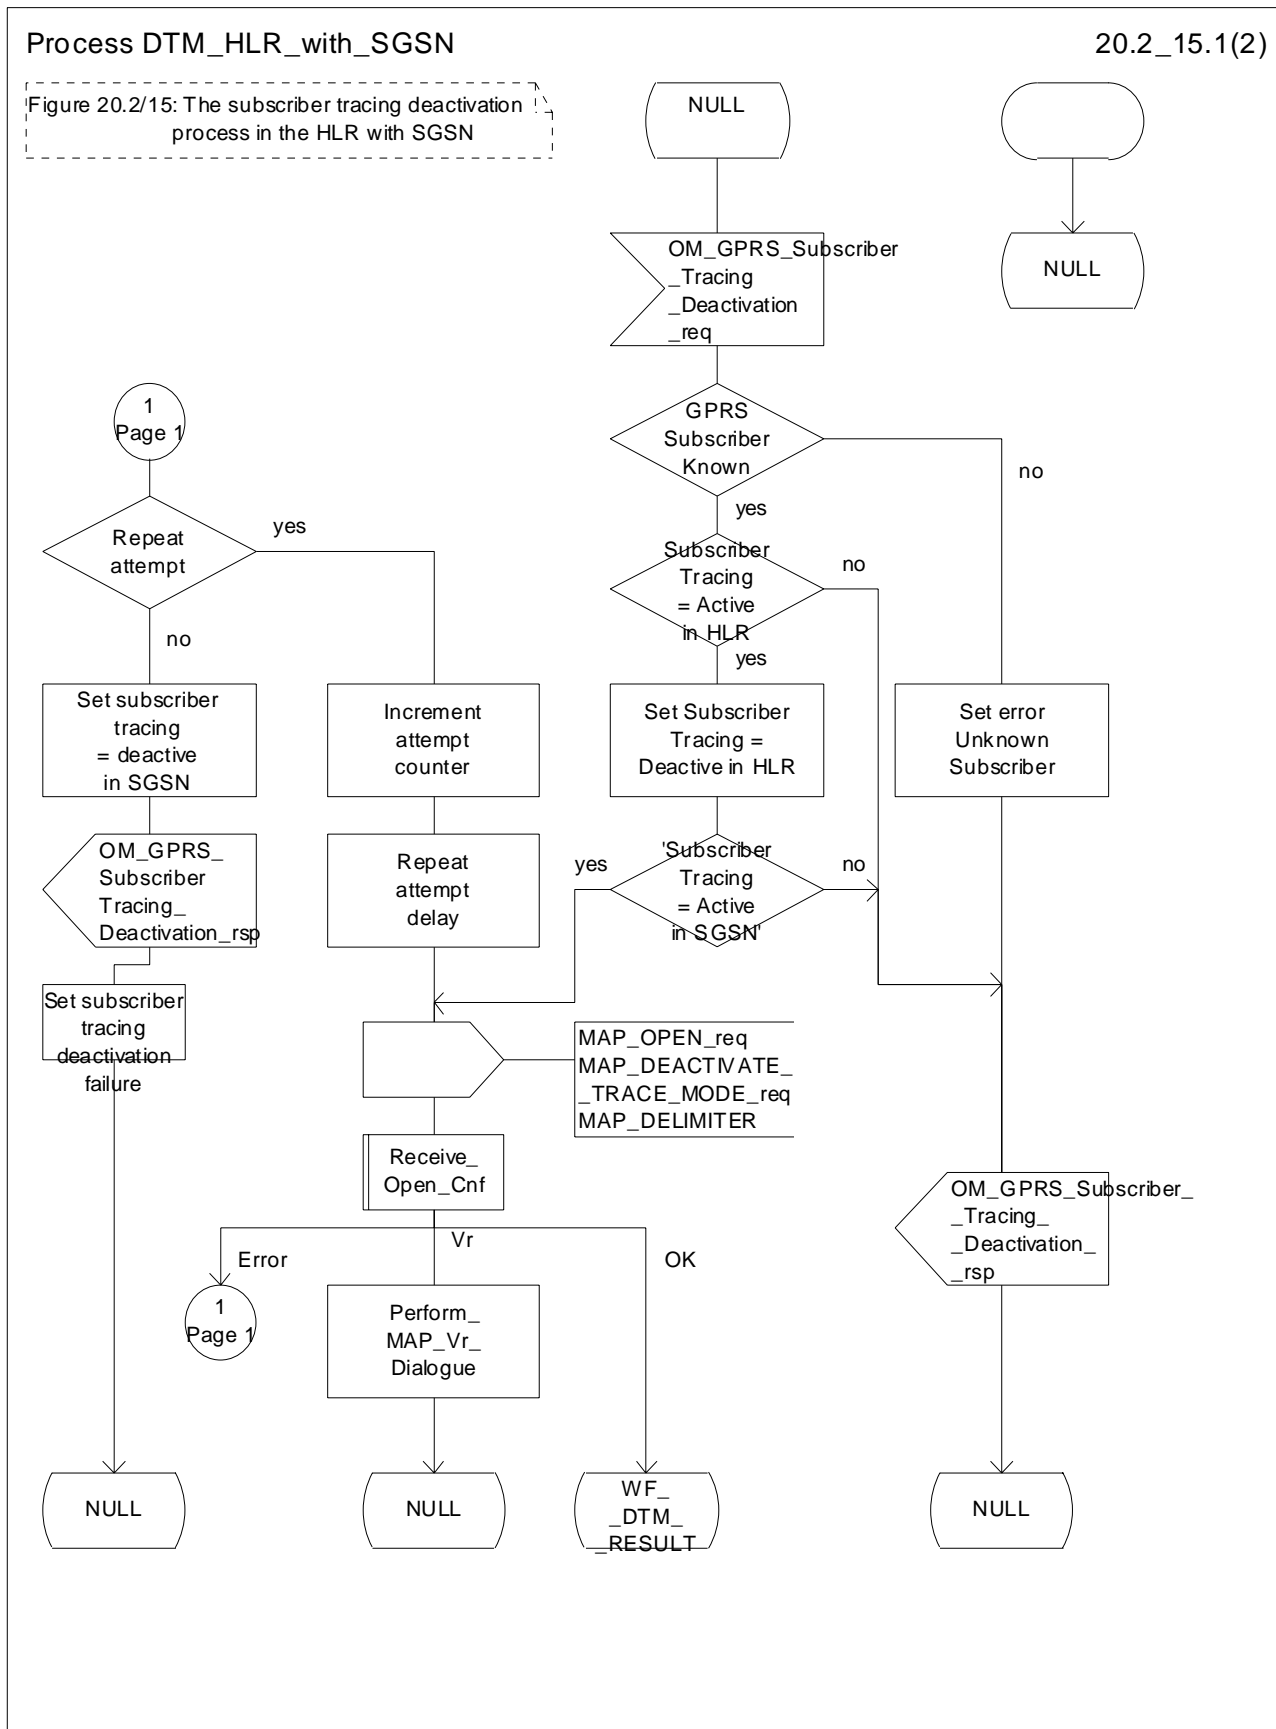 Process DTM_HLR_with_SGSN
20.2_15.1(2)
Figure 20.2/15: The subscriber tracing deactivation
process in the HLR with SGSN
NULL
NULL
OM_GPRS_Subscriber
_Tracing
_Deactivation
_req
1
Page 1
GPRS
Subscriber
Known
no
yes
Repeat
attempt
yes
no
Subscriber
Tracing
= Active
in HLR
no
yes
Set subscriber
tracing
= deactive
in SGSN
Increment
attempt
counter
Set Subscriber
Tracing =
Deactive in HLR
Set error
Unknown
Subscriber
OM_GPRS_
Subscriber
Tracing_
Deactivation_rsp
Repeat
attempt
delay
yes
'Subscriber
Tracing
= Active
in SGSN'
no
Set subscriber
tracing
deactivation
failure
MAP_OPEN_req
MAP_DEACTIVATE_
_TRACE_MODE_req
MAP_DELIMITER
Receive_
Open_Cnf
OM_GPRS_Subscriber_
_Tracing_
_Deactivation_
_rsp
Error
Vr
OK
1
Page 1
Perform_
MAP_Vr_
Dialogue
NULL
NULL
WF_
_DTM_
_RESULT
NULL